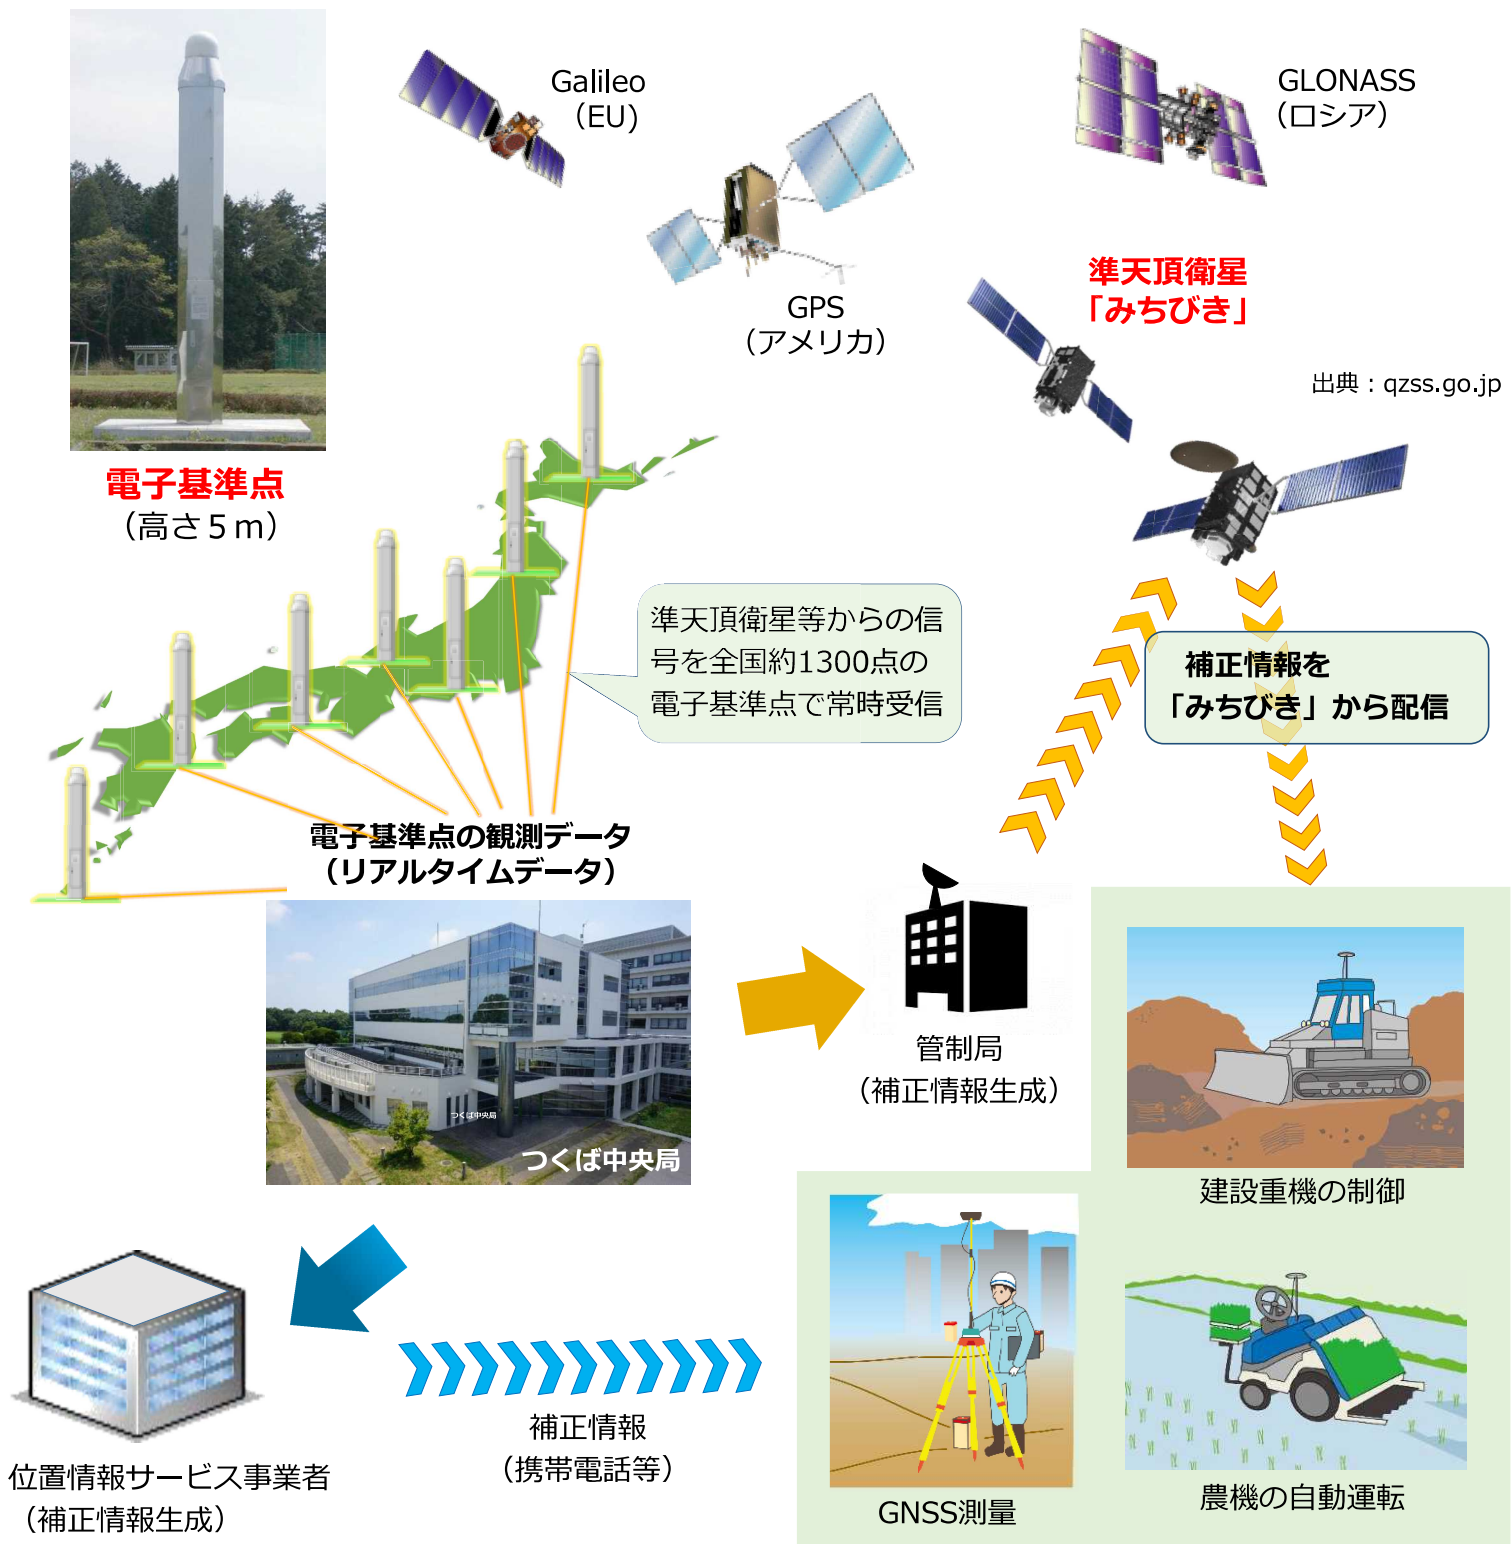 Galileo
（EU）
GLONASS
（ロシア）
GPS
（アメリカ）
準天頂衛星
「みちびき」
出典：qzss.go.jp
電子基準点
（高さ５ｍ）
準天頂衛星等からの信
号を全国約1300点の
電子基準点で常時受信
補正情報を
「みちびき」から配信
電子基準点の観測データ
（リアルタイムデータ）
つくば中央局
つくば中央局
管制局
（補正情報生成）
建設重機の制御
位置情報サービス事業者
（補正情報生成）
補正情報
（携帯電話等）
GNSS測量
農機の自動運転